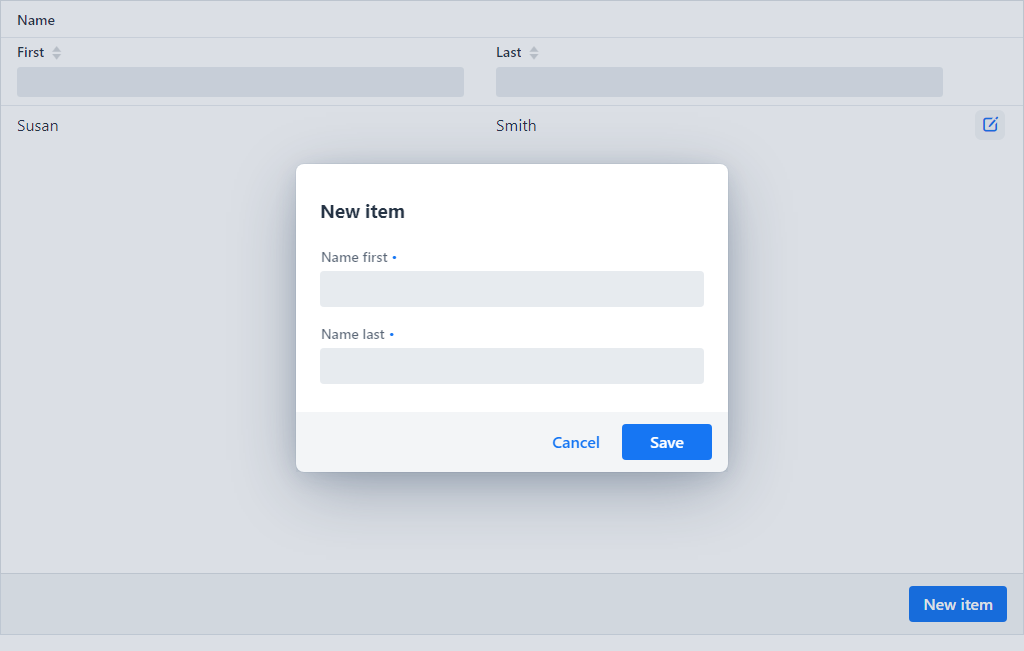 Name
First Last
Susan Smith
New item
Name first •
Name last •
Cancel Save
New item